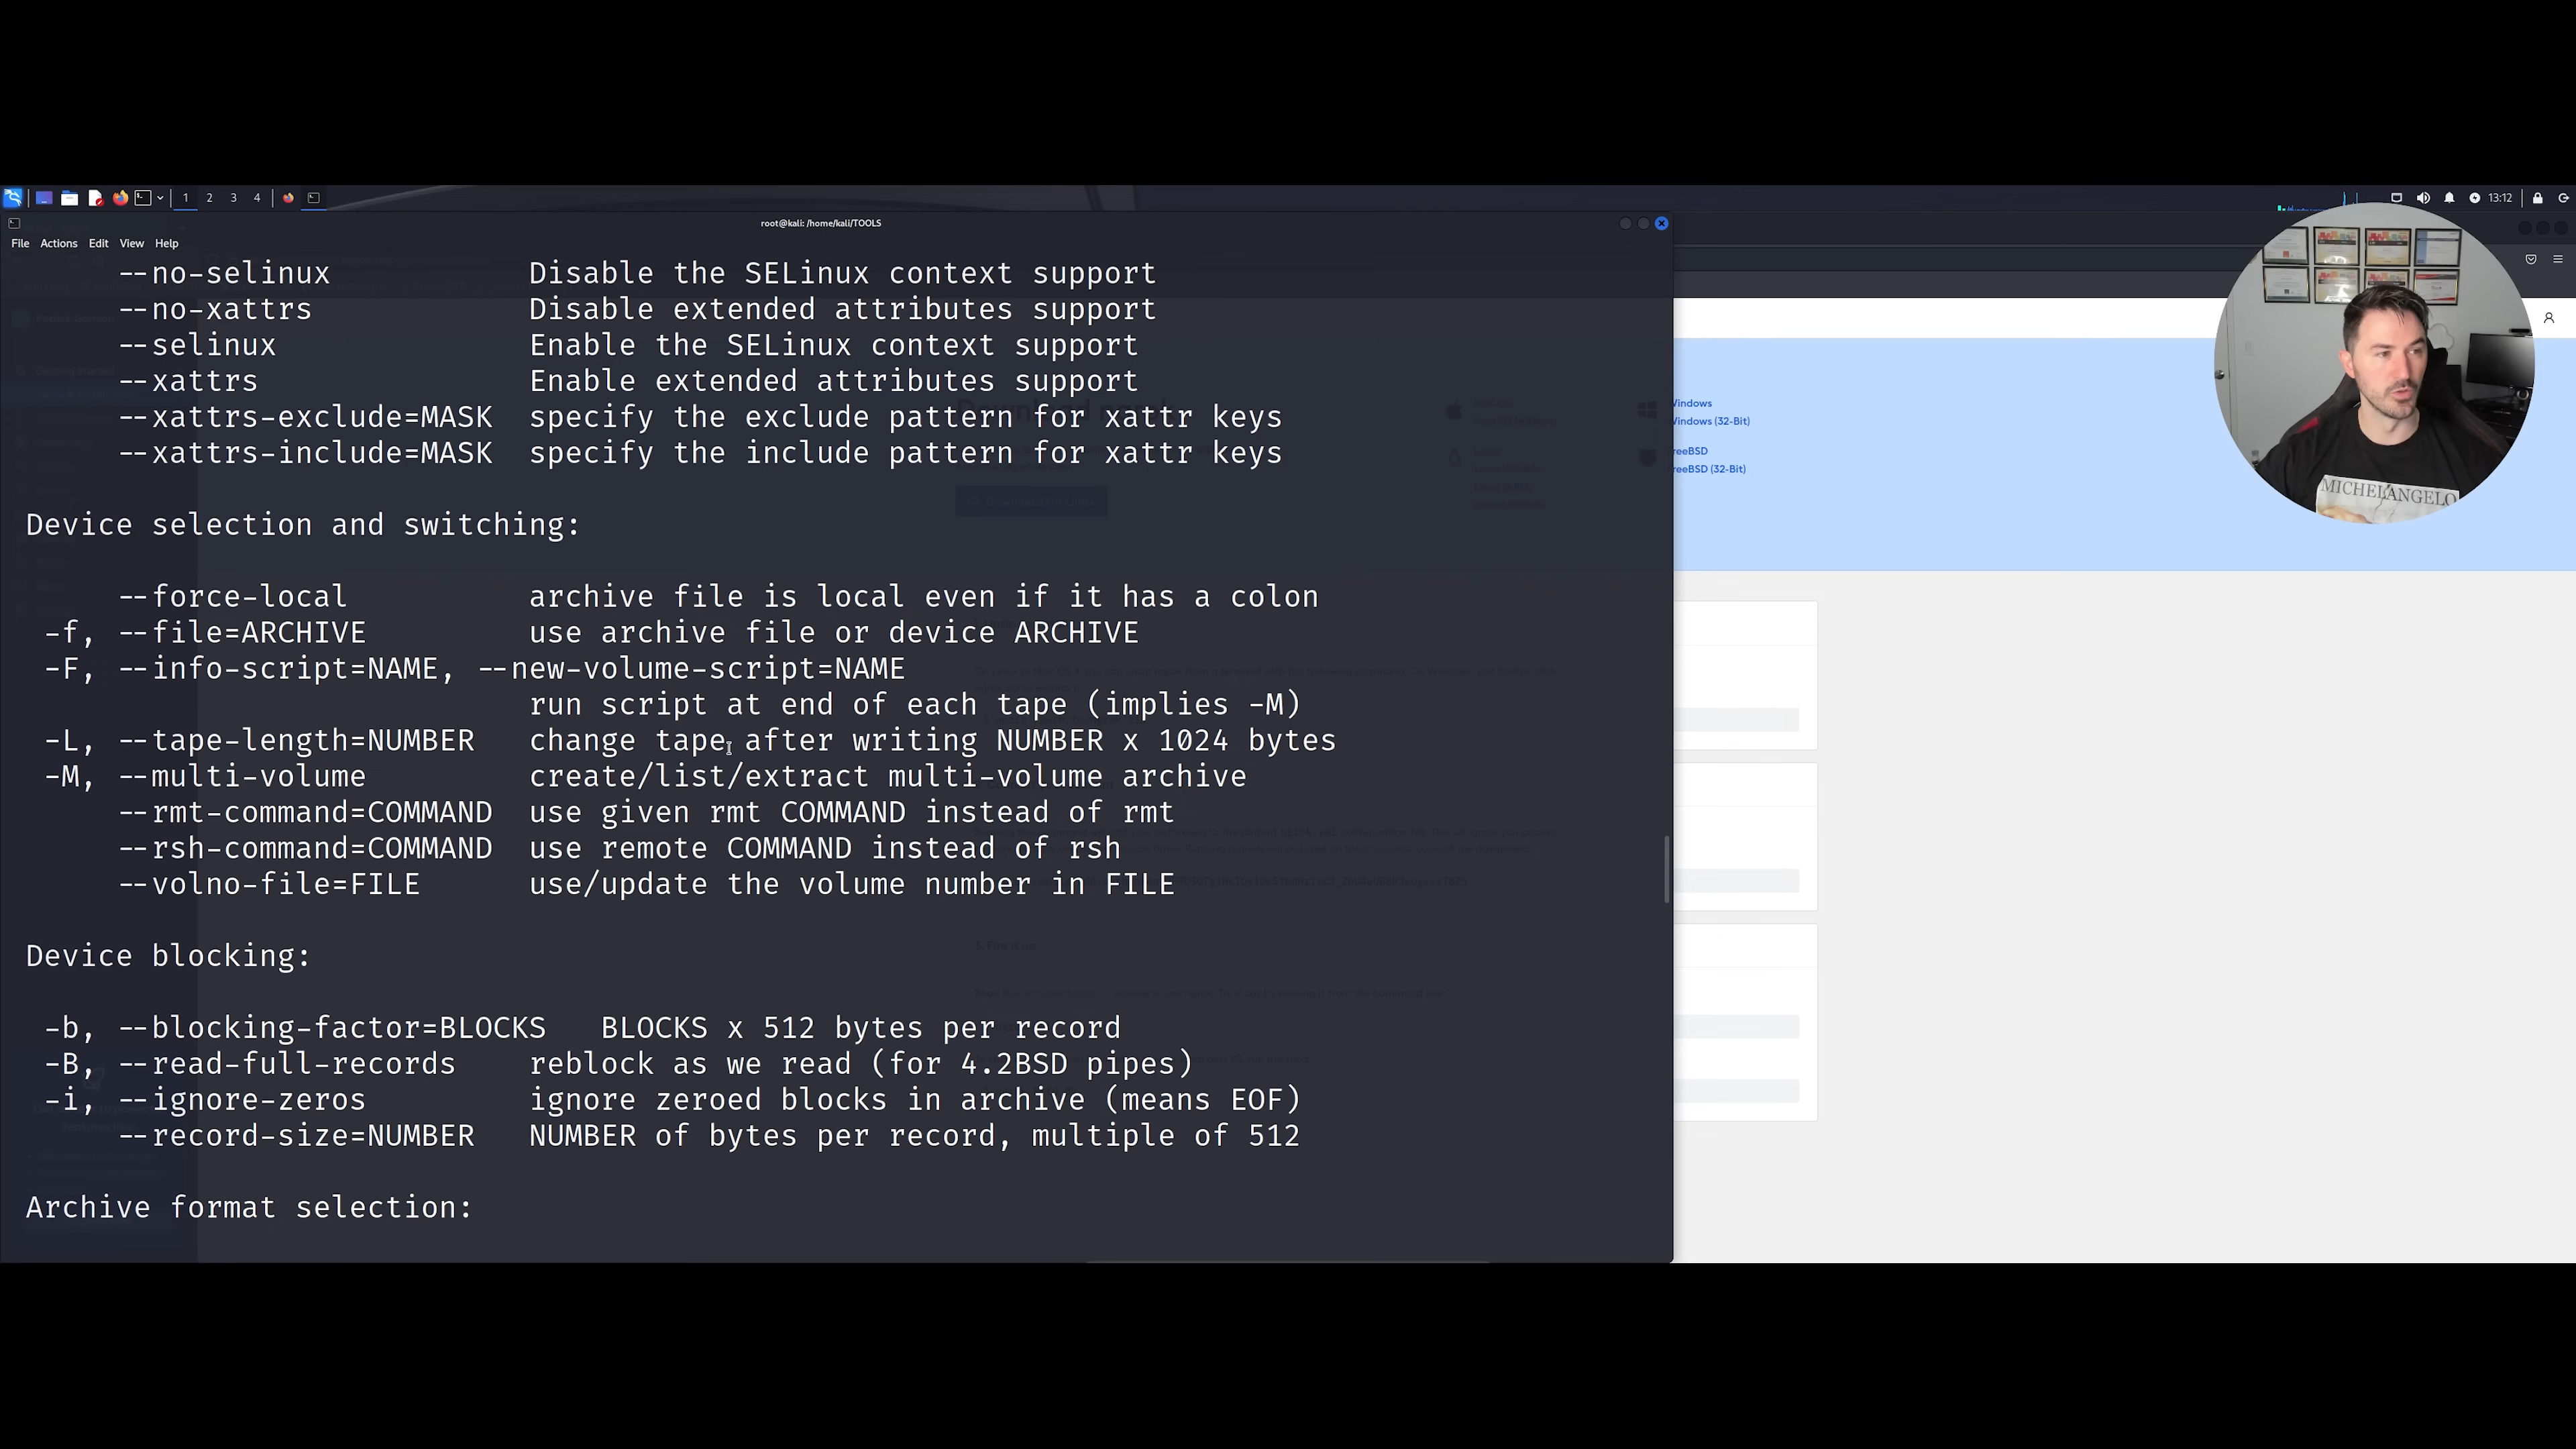 1 2 3 4
13:12
root@kali: /home/kali/TOOLS
File Actions Edit View Help
--no-selinux Disable the SELinux context support
--no-xattrs Disable extended attributes support
--selinux Enable the SELinux context support
--xattrs Enable extended attributes support
--xattrs-exclude=MASK specify the exclude pattern for xattr keys
--xattrs-include=MASK specify the include pattern for xattr keys
Device selection and switching:
--force-local archive file is local even if it has a colon
-f, --file=ARCHIVE use archive file or device ARCHIVE
-F, --info-script=NAME, --new-volume-script=NAME
run script at end of each tape (implies -M)
-L, --tape-length=NUMBER change tape after writing NUMBER x 1024 bytes
-M, --multi-volume create/list/extract multi-volume archive
--rmt-command=COMMAND use given rmt COMMAND instead of rmt
--rsh-command=COMMAND use remote COMMAND instead of rsh
--volno-file=FILE use/update the volume number in FILE
Device blocking:
-b, --blocking-factor=BLOCKS BLOCKS x 512 bytes per record
-B, --read-full-records reblock as we read (for 4.2BSD pipes)
-i, --ignore-zeros ignore zeroed blocks in archive (means EOF)
--record-size=NUMBER NUMBER of bytes per record, multiple of 512
Archive format selection:
Windows
Windows (32-Bit)
reeBSD
reeBSD (32-Bit)
MICHELANGELO